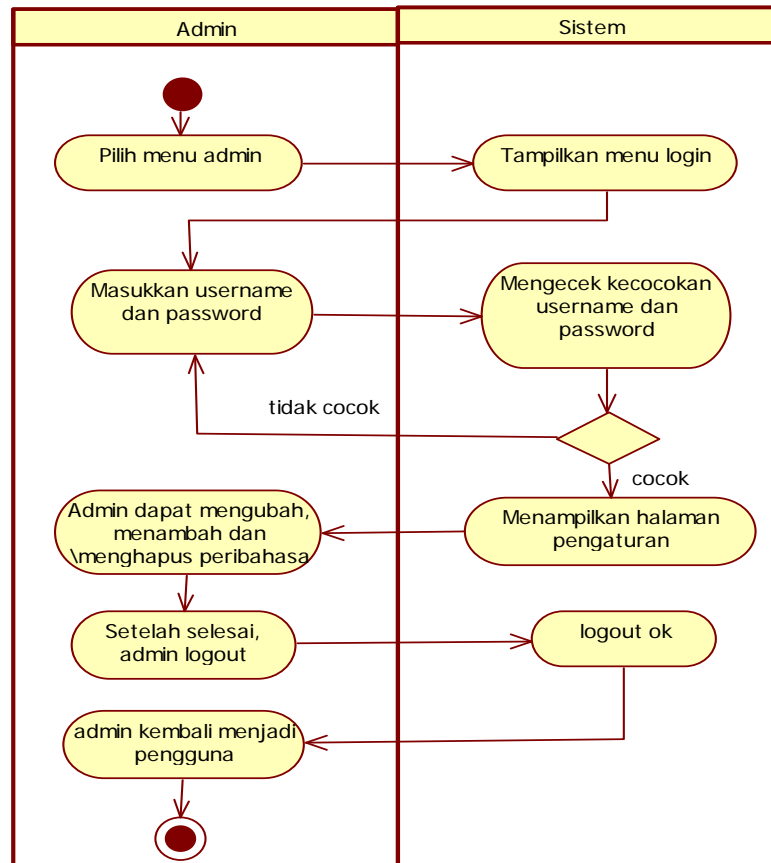 Admin
Sistem
Pilih menu admin
Tampilkan menu login
Masukkan username
dan password
Mengecek kecocokan
username dan
password
tidak cocok
cocok
Menampilkan halaman
pengaturan
Admin dapat mengubah,
menambah dan
\menghapus peribahasa
Setelah selesai,
admin logout
logout ok
admin kembali menjadi
pengguna